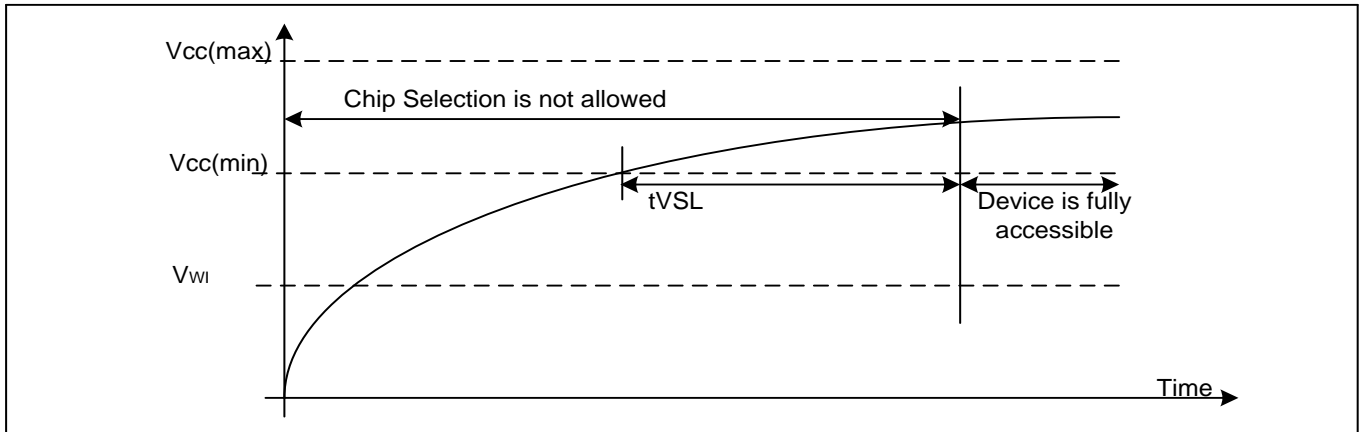 Vcc(max)
Chip Selection is not allowed
Vcc(min)
tVSL
Device is fully
accessible
VWI
Time